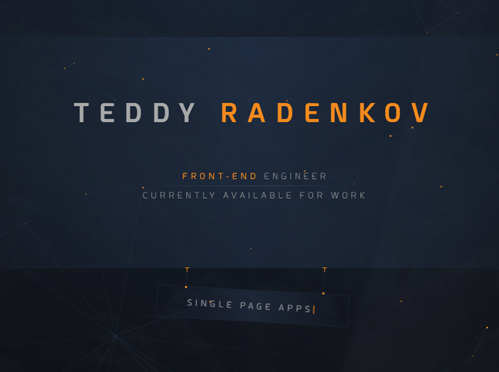 TEDDY RADENKOV
FRONT-END ENGINEER
CURRENTLY AVAILABLE FOR WORK
SINGLE PAGE APPS|